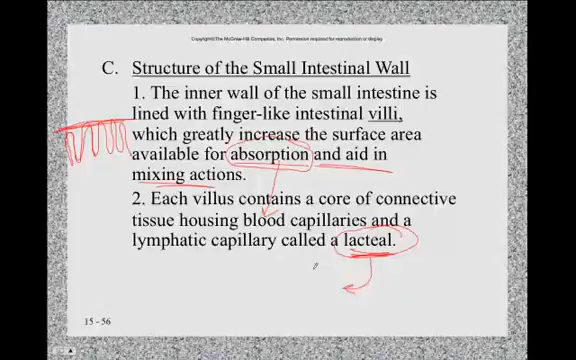 Copyright©The McGraw-Hill Companies, Inc. Permission required for reproduction or display
C. Structure of the Small Intestinal Wall
1. The inner wall of the small intestine is
lined with finger-like intestinal villi,
which greatly increase the surface area
available for absorption and aid in
mixing actions.
2. Each villus contains a core of connective
tissue housing blood capillaries and a
lymphatic capillary called a lacteal.
15 - 56